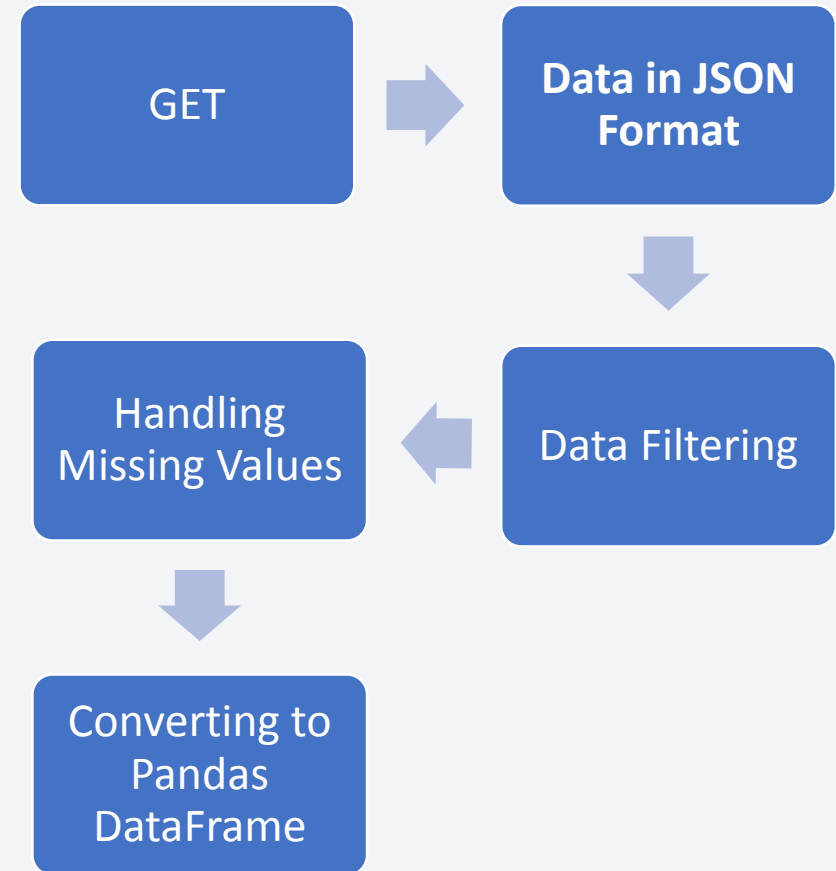 GET
Data in JSON
Format
Data Filtering
Handling
Missing Values
Converting to
Pandas
DataFrame